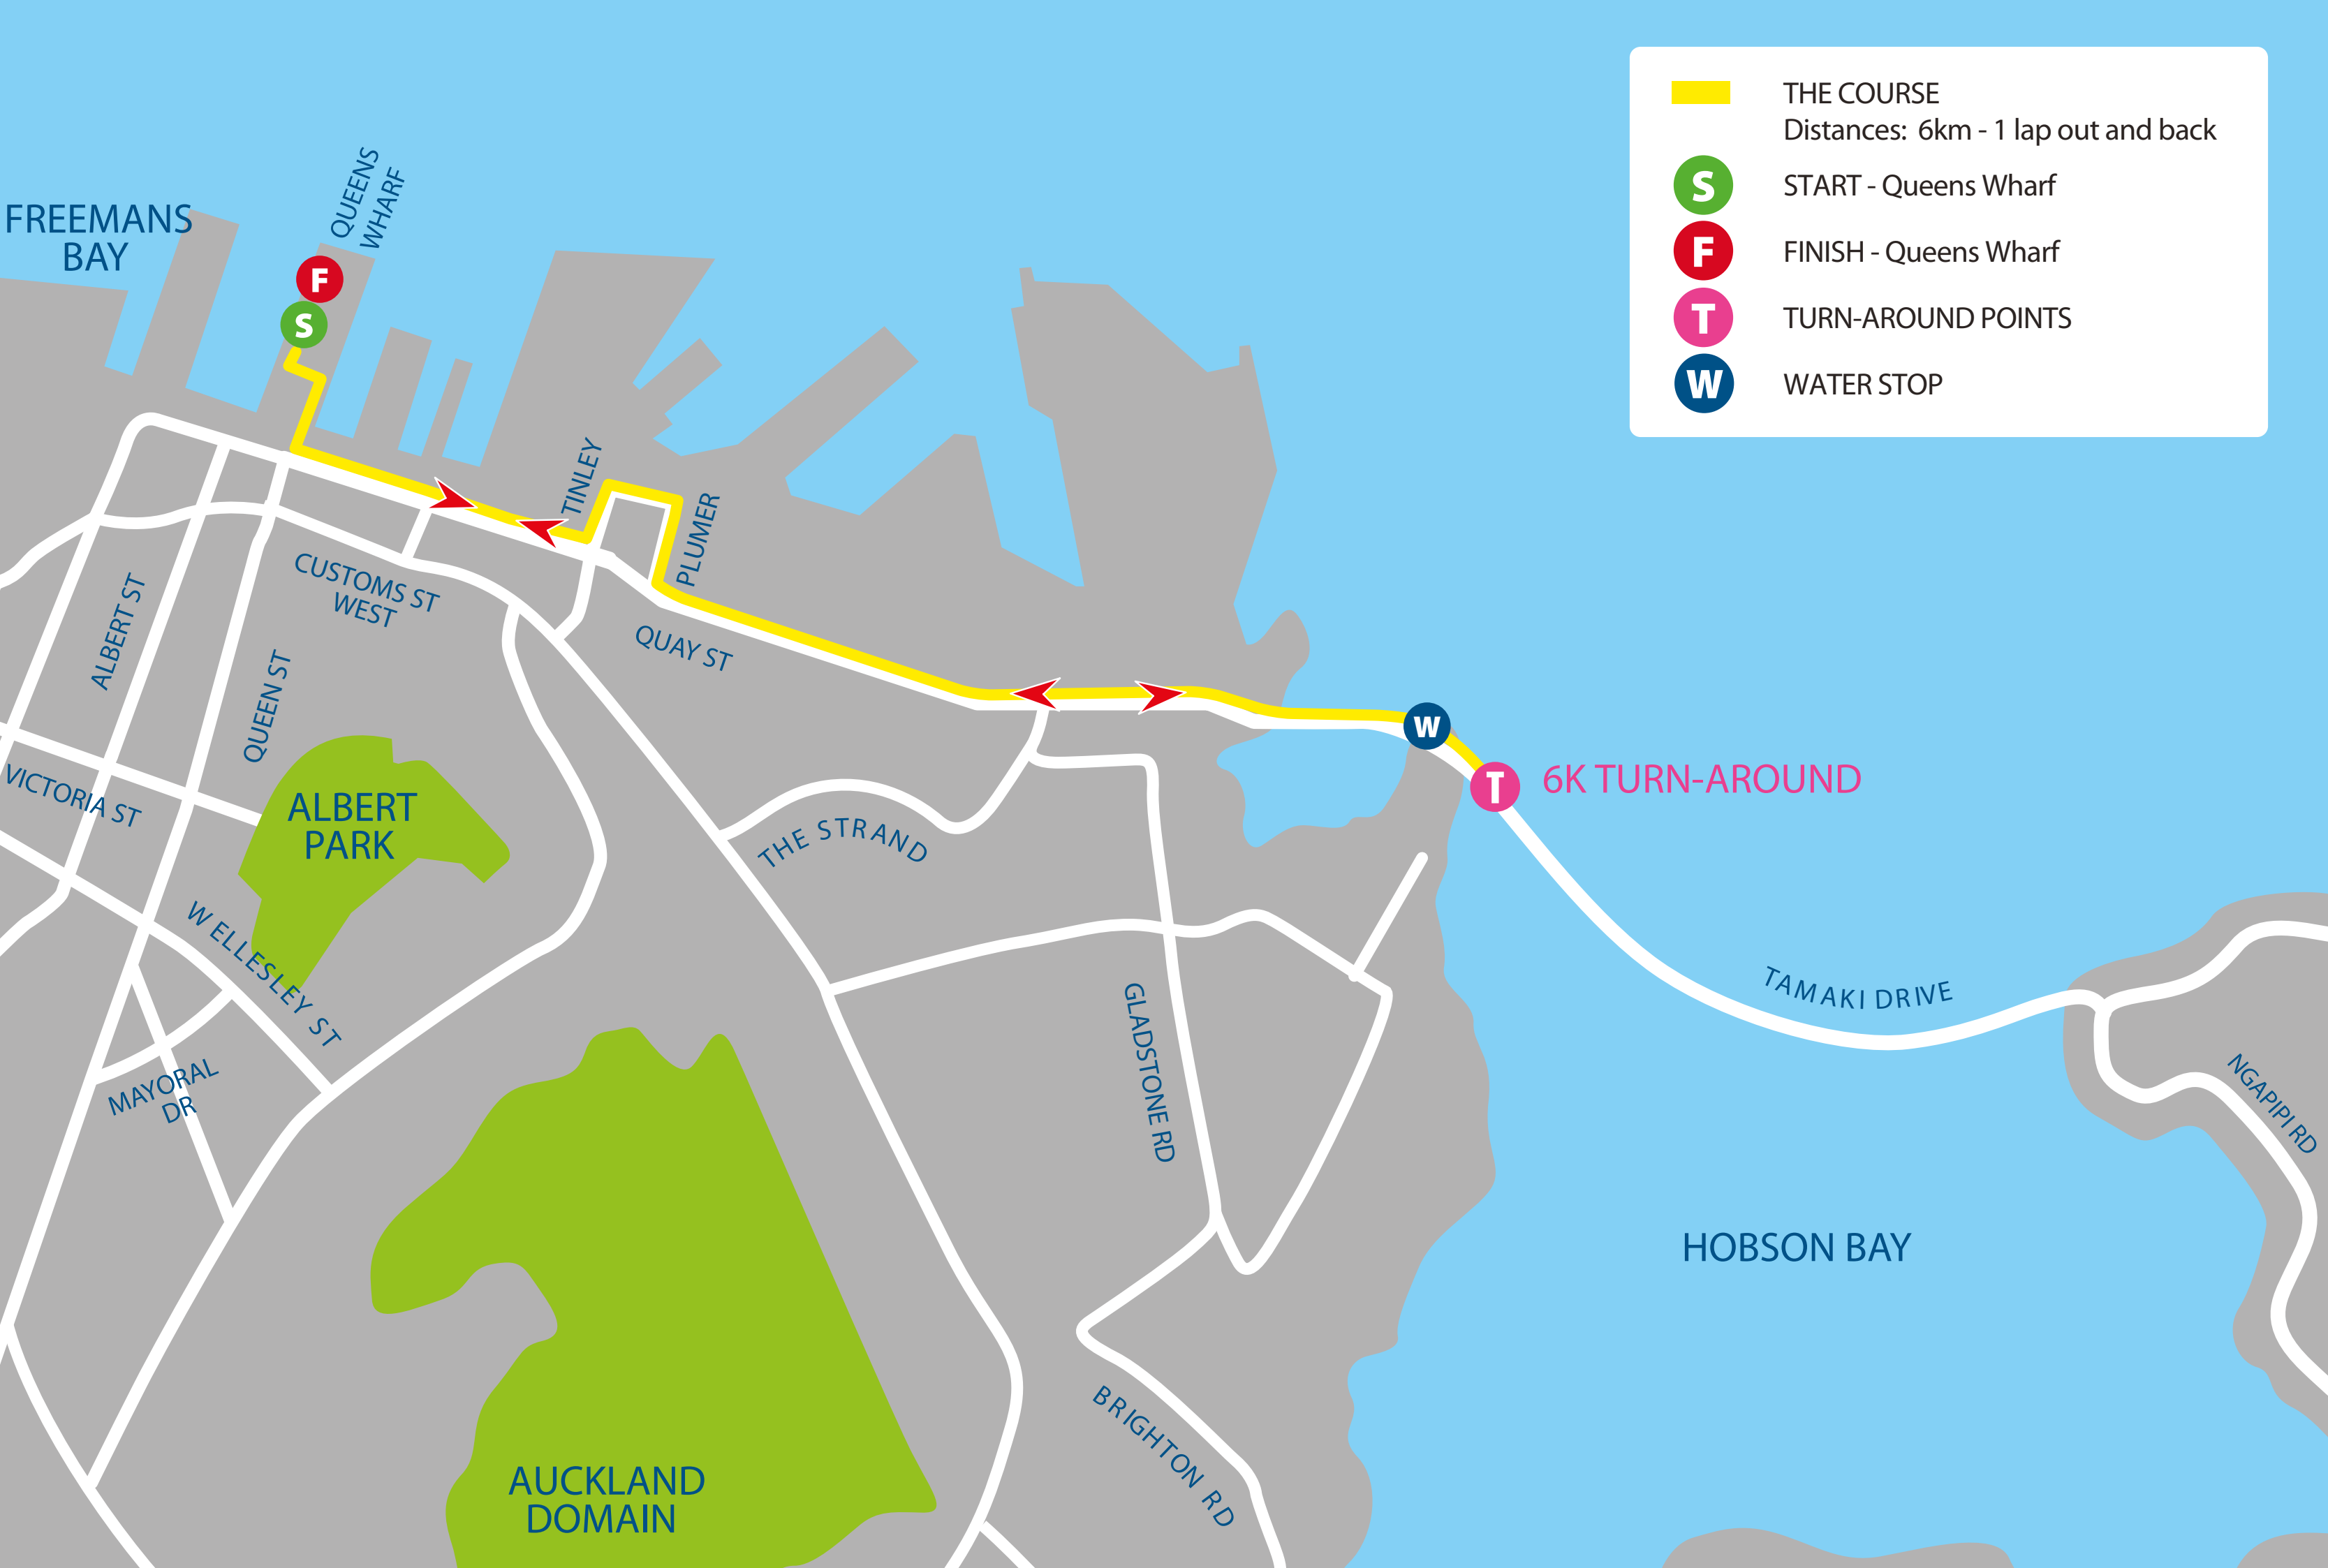 THE COURSE
Distances: 6km - 1 lap out and back
S
START - Queens Wharf
F
FINISH - Queens Wharf
T
TURN-AROUND POINTS
W
WATER STOP
QUEENS
WHARF
FREEMANS
BAY
F
S
TINLEY
PLUMER
CUSTOMS ST
WEST
ALBERT ST
QUAY ST
QUEEN ST
W
T
6K TURN-AROUND
VICTORIA ST
ALBERT
PARK
THE STRAND
WELLESLEY ST
TAMAKI DRIVE
GLADSTONE RD
MAYORAL
DR
NGAPIPI RD
HOBSON BAY
BRIGHTON RD
AUCKLAND
DOMAIN